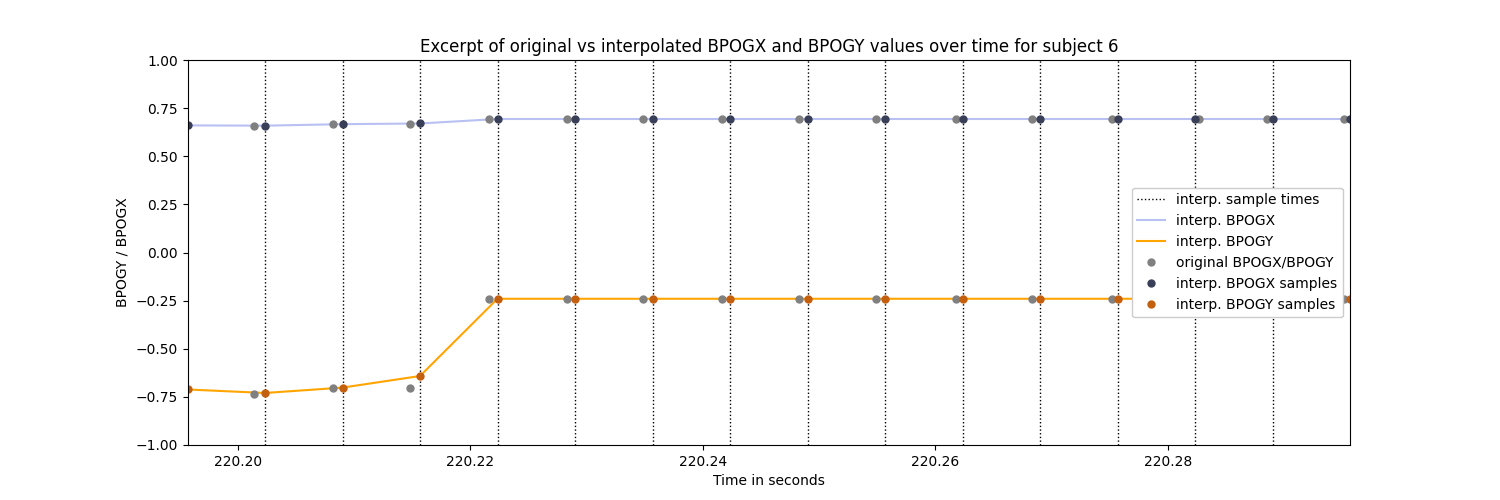 Excerpt of original vs interpolated BPOGX and BPOGY values over time for subject 6
1.00
0.75
0.50
0.25
0.00
−0.25
−0.50
−0.75
−1.00
BPOGY / BPOGX
interp. sample times
interp. BPOGX
interp. BPOGY
original BPOGX/BPOGY
interp. BPOGX samples
interp. BPOGY samples
220.20
220.22
220.24
220.26
220.28
Time in seconds